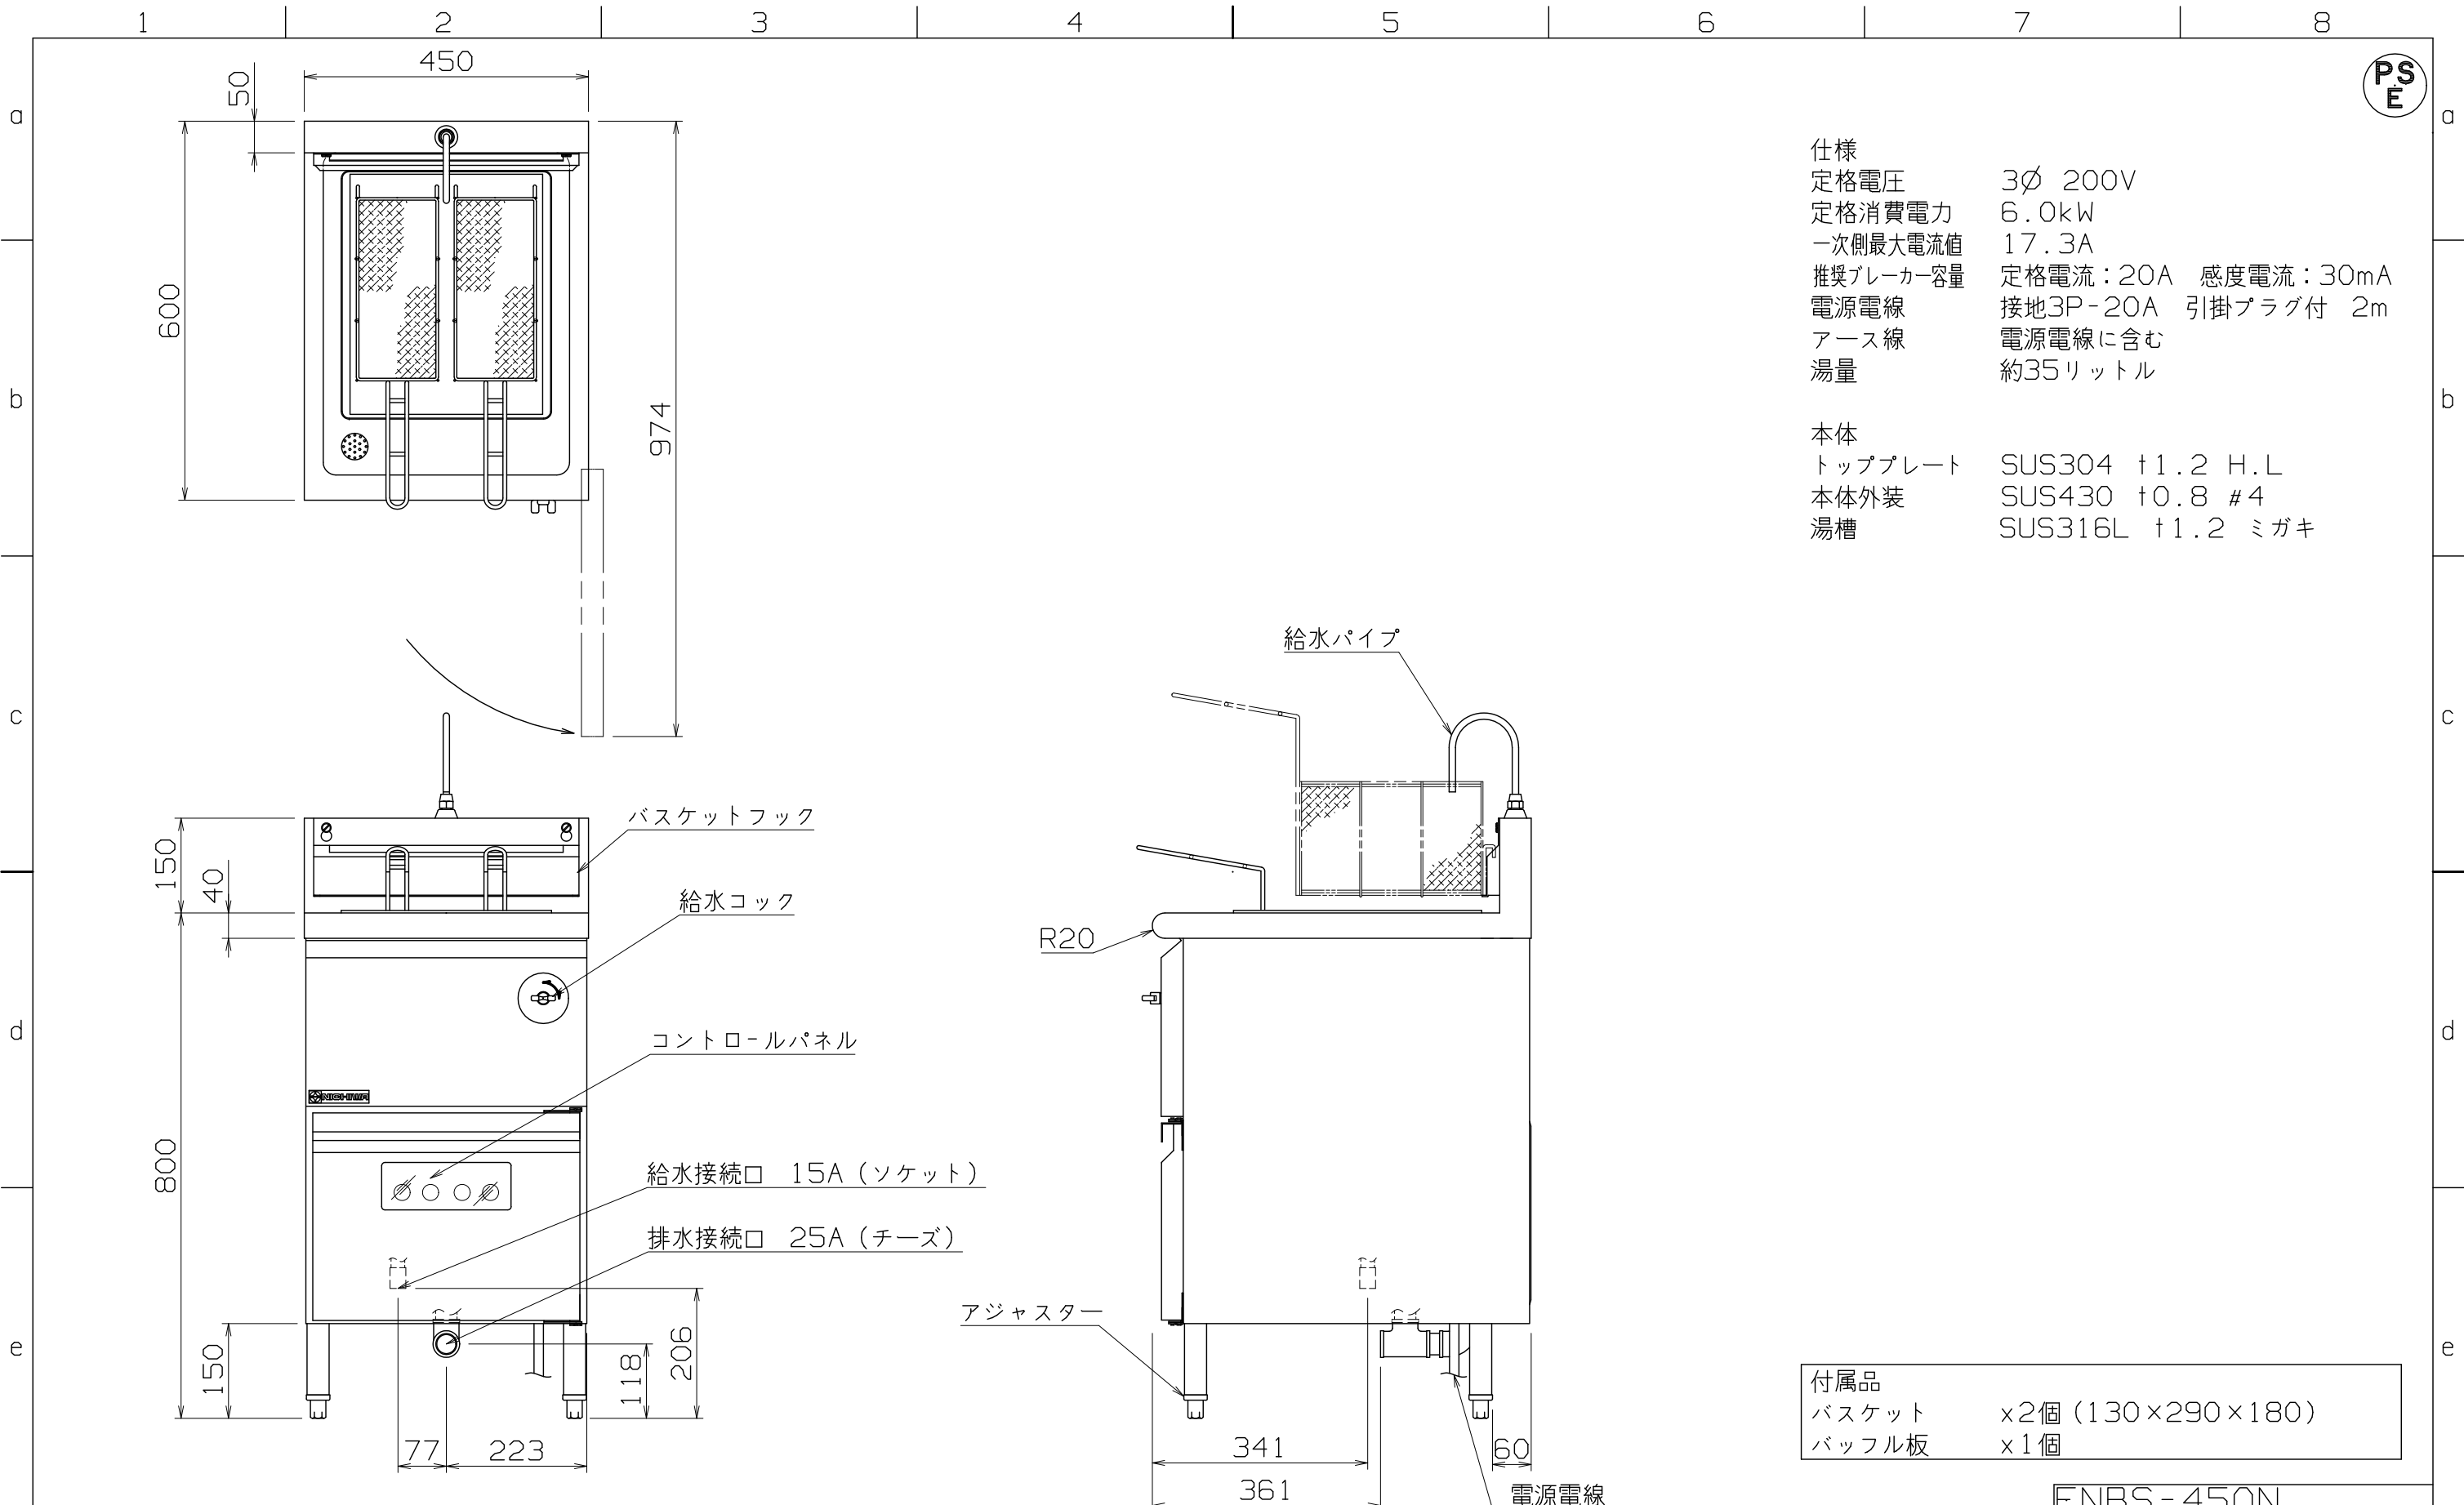 1 2 3 4 5 6 7 8
a
b
c
d
e
a
b
c
d
e
PS
E
450
50
600
974
仕様
定格電圧 3Ø 200V
定格消費電力 6.0kW
一次側最大電流値 17.3A
推奨ブレーカー容量 定格電流：20A 感度電流：30mA
電源電線 接地3P-20A 引掛プラグ付 2m
アース線 電源電線に含む
湯量 約35リットル
本体
トッププレート SUS304 t1.2 H.L
本体外装 SUS430 t0.8 #4
湯槽 SUS316L t1.2 ミガキ
給水パイプ
バスケットフック
150
40
給水コック
R20
コントロールパネル
NICHIWA
800
給水接続口 15A（ソケット）
排水接続口 25A（チーズ）
アジャスター
150
118
206
77
223
341
60
361
電源電線
付属品
バスケット x2個（130×290×180）
バッフル板 x1個
ENBS-450N